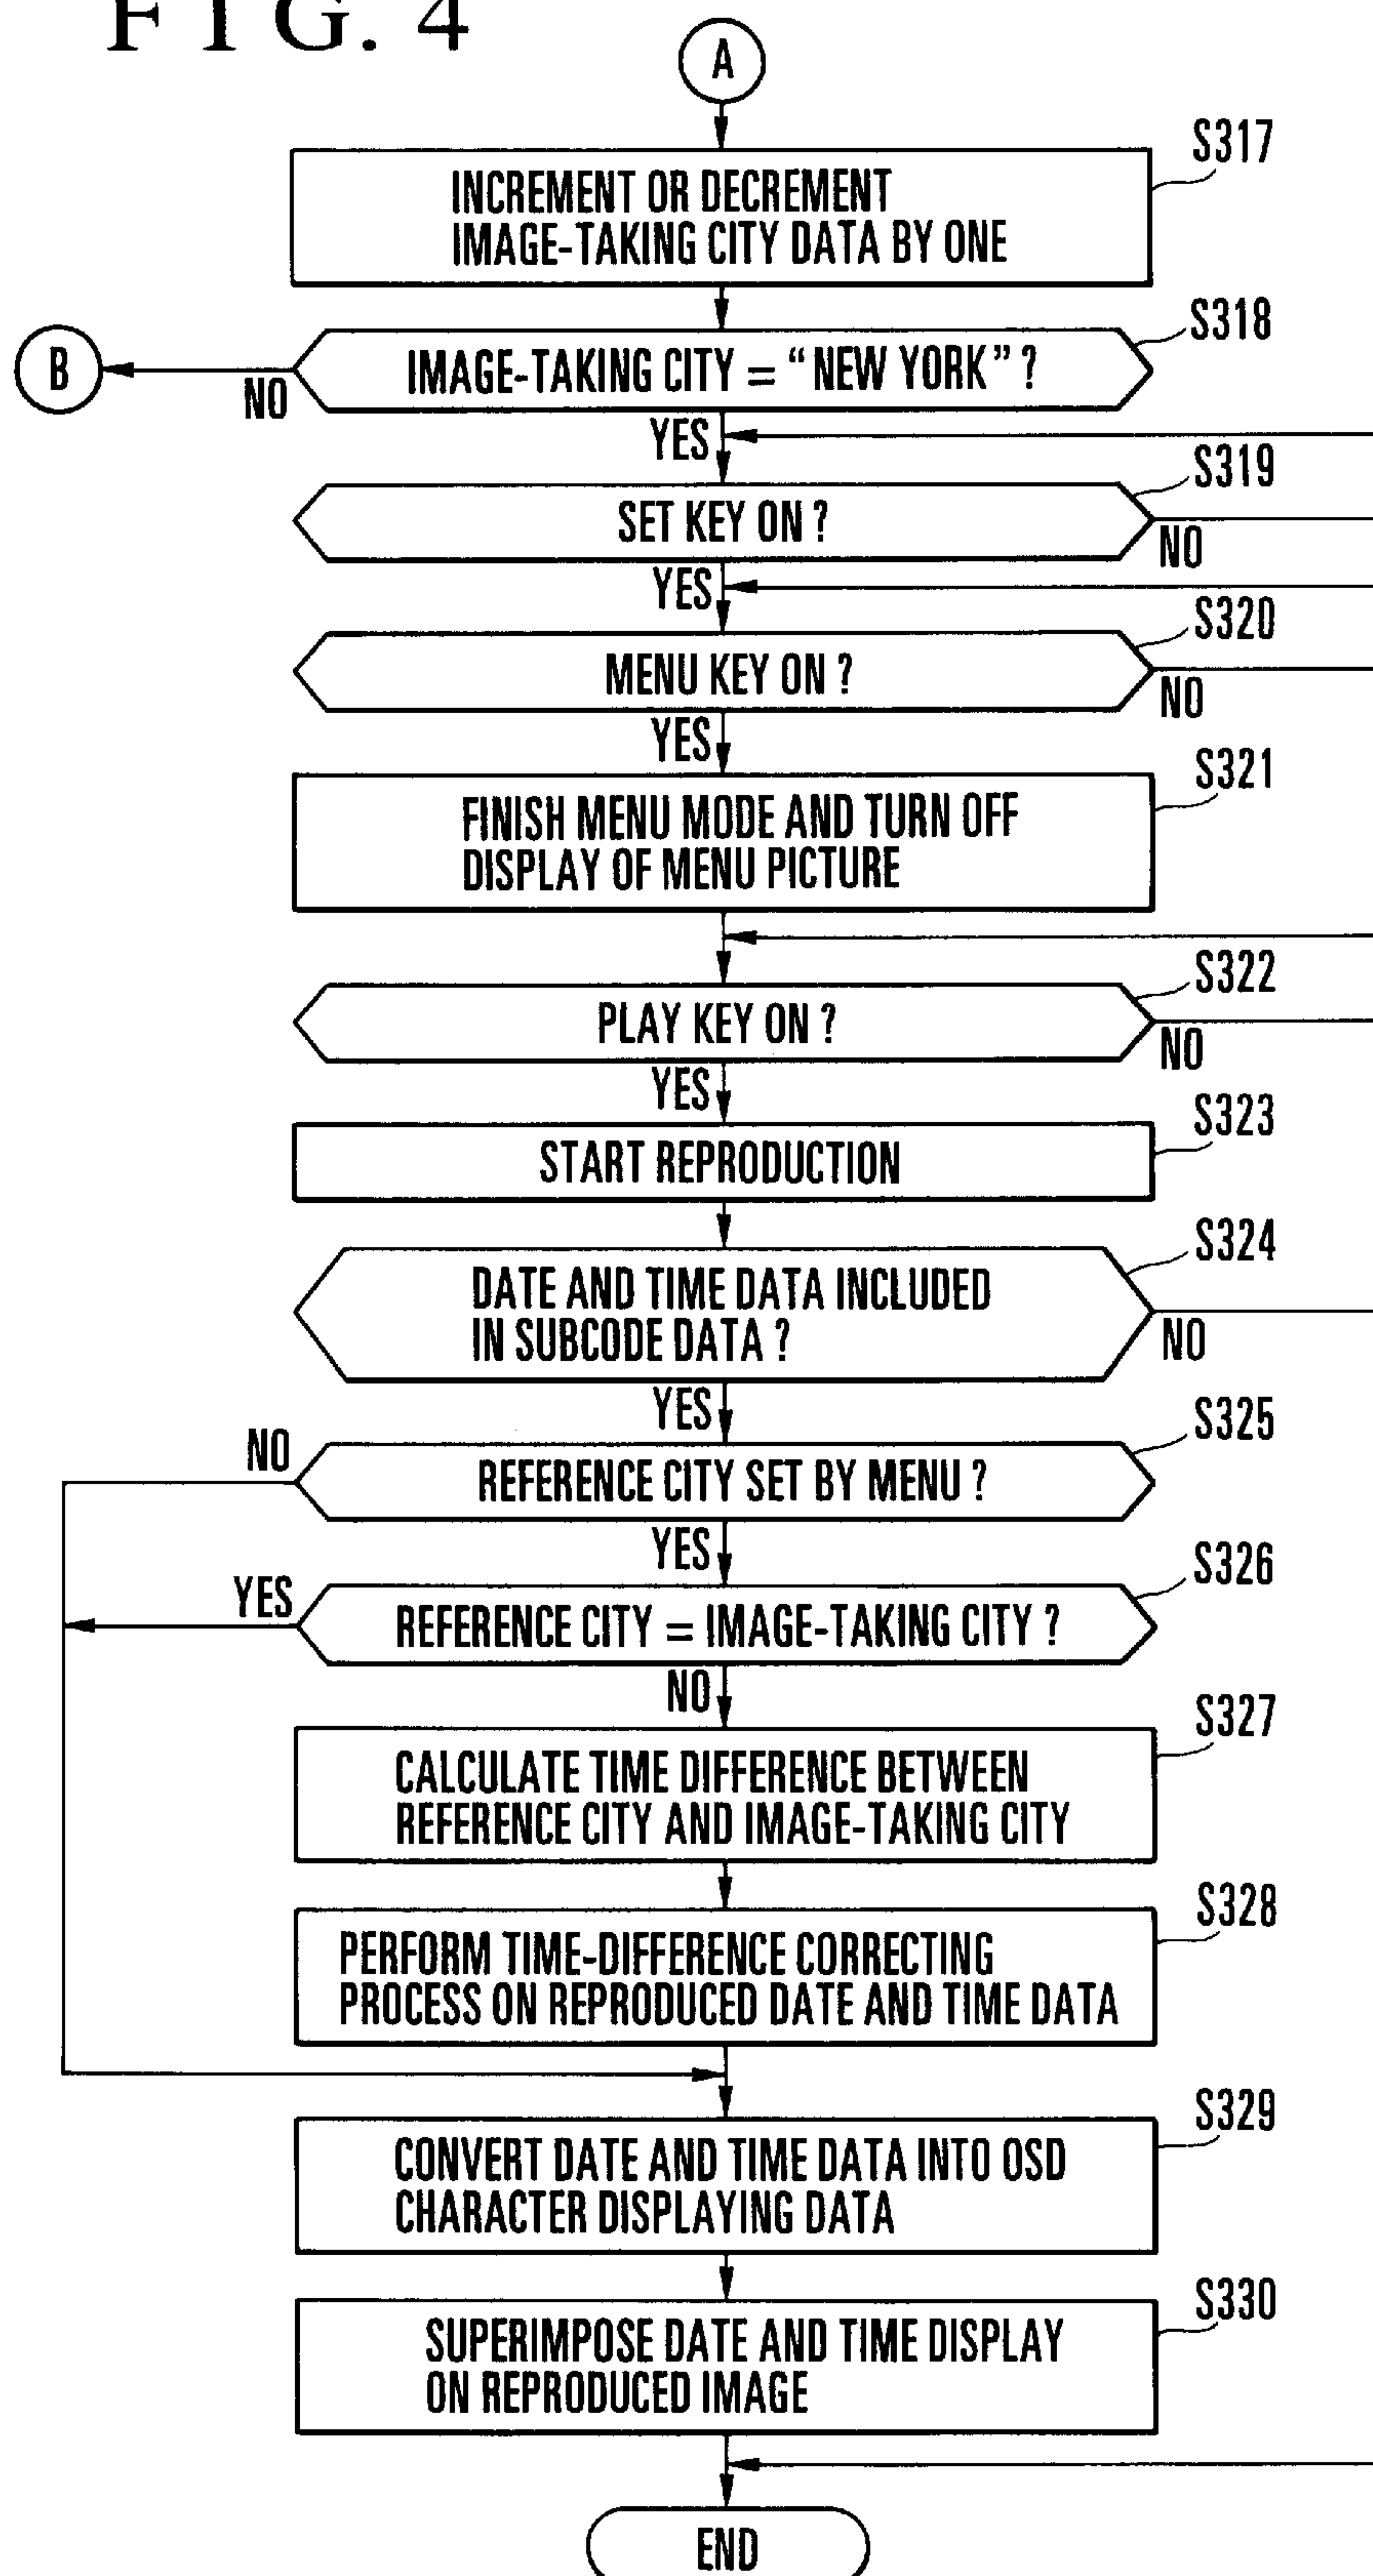 FIG. 4
A
S317
INCREMENT OR DECREMENT
IMAGE-TAKING CITY DATA BY ONE
S318
B
IMAGE-TAKING CITY = “NEW YORK” ?
NO
YES
S319
SET KEY ON ?
NO
YES
S320
MENU KEY ON ?
NO
YES
S321
FINISH MENU MODE AND TURN OFF
DISPLAY OF MENU PICTURE
S322
PLAY KEY ON ?
NO
YES
S323
START REPRODUCTION
S324
DATE AND TIME DATA INCLUDED
IN SUBCODE DATA ?
NO
YES
S325
NO
REFERENCE CITY SET BY MENU ?
YES
S326
YES
REFERENCE CITY = IMAGE-TAKING CITY ?
NO
S327
CALCULATE TIME DIFFERENCE BETWEEN
REFERENCE CITY AND IMAGE-TAKING CITY
S328
PERFORM TIME-DIFFERENCE CORRECTING
PROCESS ON REPRODUCED DATE AND TIME DATA
S329
CONVERT DATE AND TIME DATA INTO OSD
CHARACTER DISPLAYING DATA
S330
SUPERIMPOSE DATE AND TIME DISPLAY
ON REPRODUCED IMAGE
END